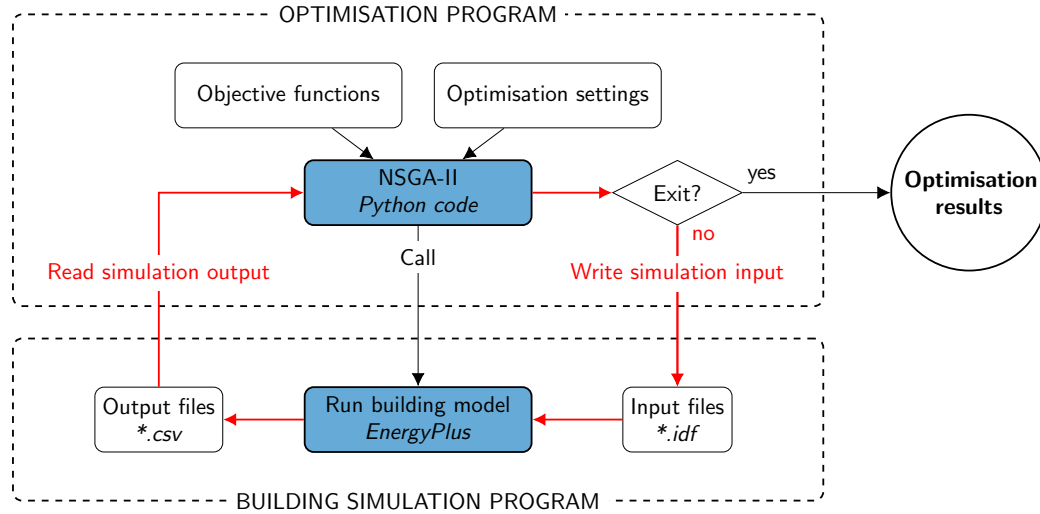 OPTIMISATION PROGRAM
Objective functions
Optimisation settings
NSGA-II
Python code
Exit?
yes
Optimisation
results
no
Call
Read simulation output
Write simulation input
Output files
*.csv
Run building model
EnergyPlus
Input files
*.idf
BUILDING SIMULATION PROGRAM